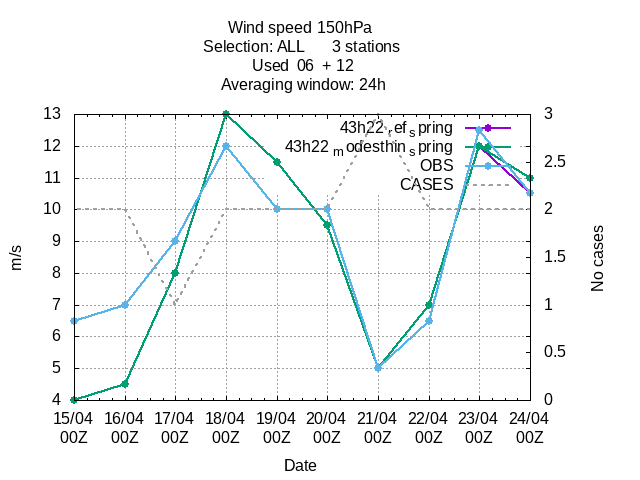 Wind speed 150hPa
Selection: ALL 3 stations
Used 06 + 12
Averaging window: 24h
13
12
11
10
9
8
7
6
5
4
m/s
3
2.5
2
1.5
1
0.5
0
No cases
43h22refspring
43h22modesthinspring
OBS
CASES
15/04 16/04 17/04 18/04 19/04 20/04 21/04 22/04 23/04 24/04
00Z 00Z 00Z 00Z 00Z 00Z 00Z 00Z 00Z 00Z
Date